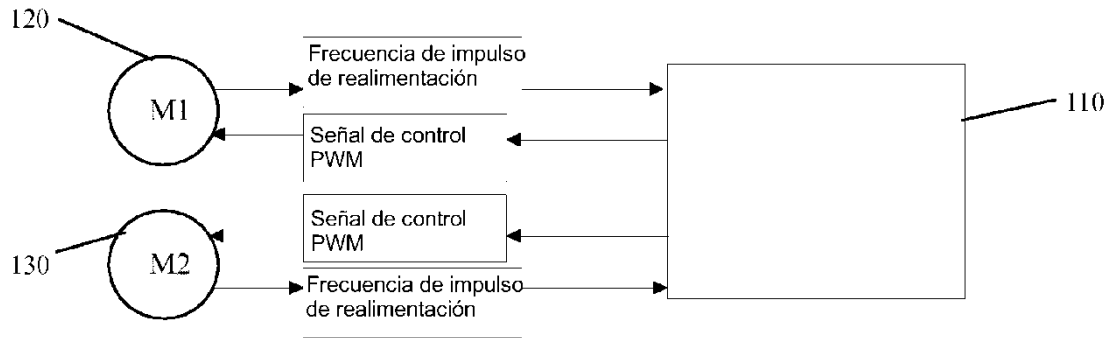 120
Frecuencia de impulso
de realimentación
M1
110
Señal de control
PWM
Señal de control
PWM
130
M2
Frecuencia de impulso
de realimentación